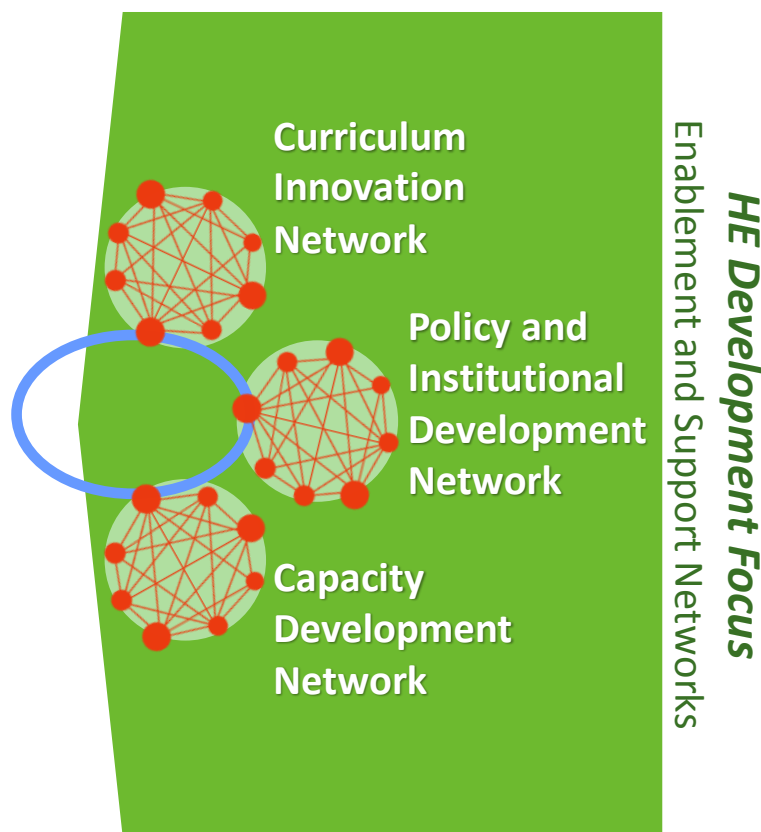 Curriculum
Innovation
Network
Policy and
Institutional
Development
Network
Capacity
Development
Network
HE Development Focus
Enablement and Support Networks